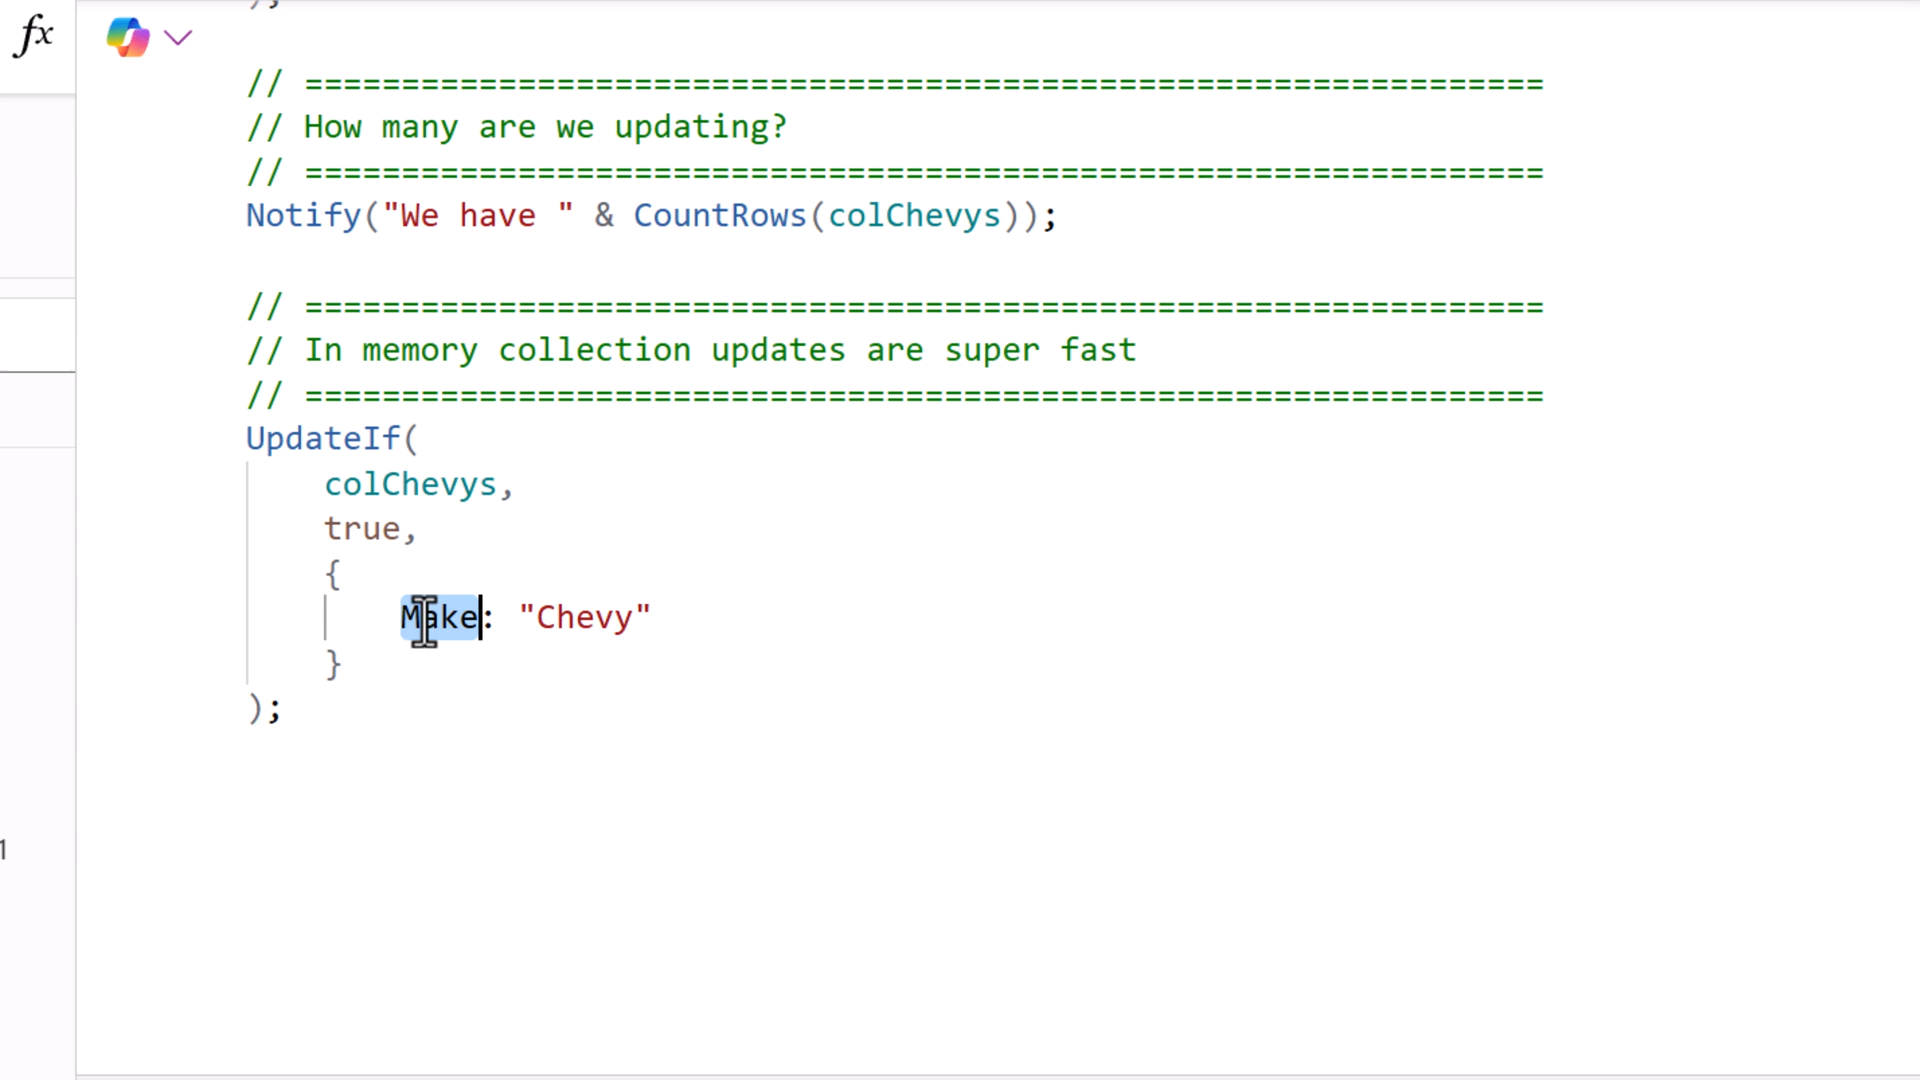 );
fx
// ================================================================
// How many are we updating?
// ================================================================
Notify("We have " & CountRows(colChevys));
// ================================================================
// In memory collection updates are super fast
// ================================================================
UpdateIf(
colChevys,
true,
{
Make: "Chevy"
}
);
1